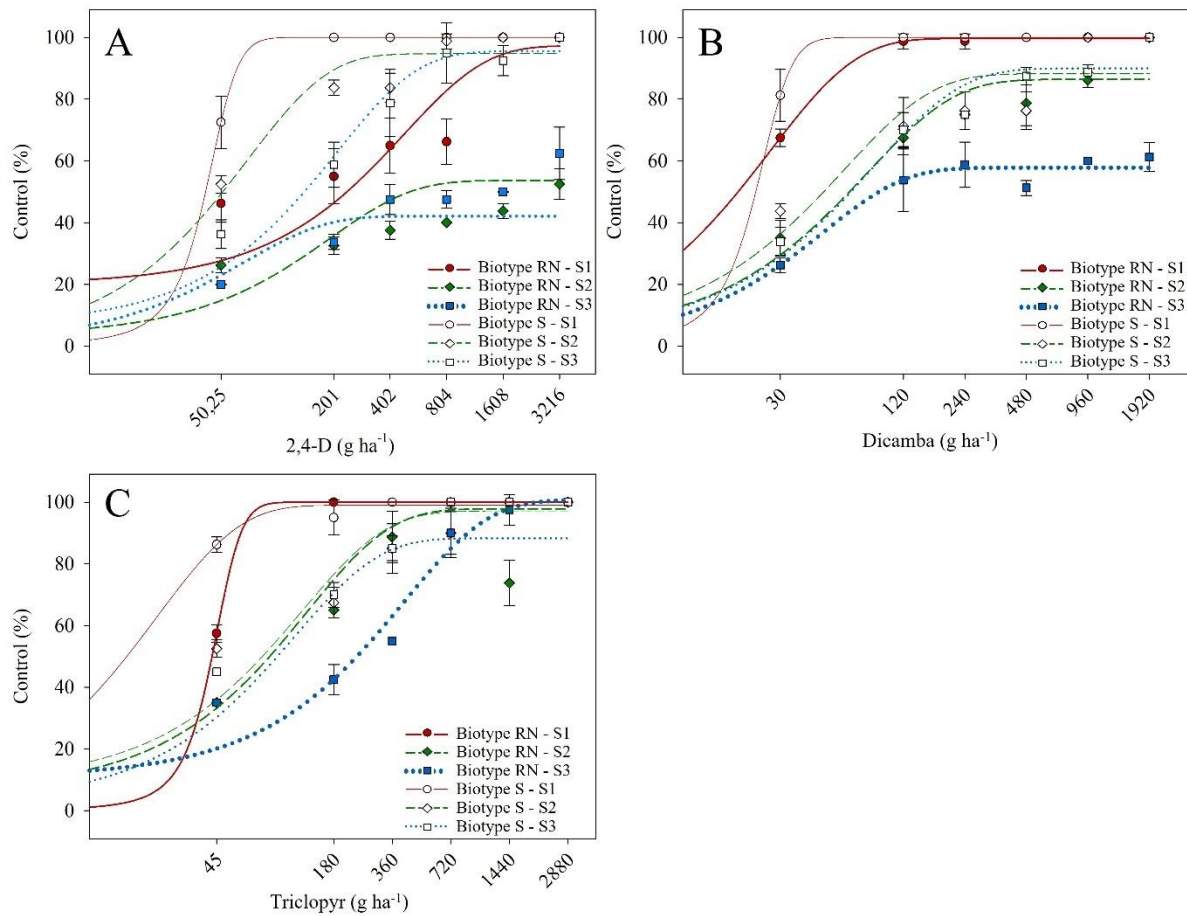 A
Control (%)
100
80
60
40
20
0
Biotype RN - S1
Biotype RN - S2
Biotype RN - S3
Biotype S - S1
Biotype S - S2
Biotype S - S3
50,25 201 402 804 1608 3216
2,4-D (g ha⁻¹)
B
Control (%)
100
80
60
40
20
0
Biotype RN - S1
Biotype RN - S2
Biotype RN - S3
Biotype S - S1
Biotype S - S2
Biotype S - S3
30 120 240 480 960 1920
Dicamba (g ha⁻¹)
C
Control (%)
100
80
60
40
20
0
Biotype RN - S1
Biotype RN - S2
Biotype RN - S3
Biotype S - S1
Biotype S - S2
Biotype S - S3
45 180 360 720 1440 2880
Triclopyr (g ha⁻¹)